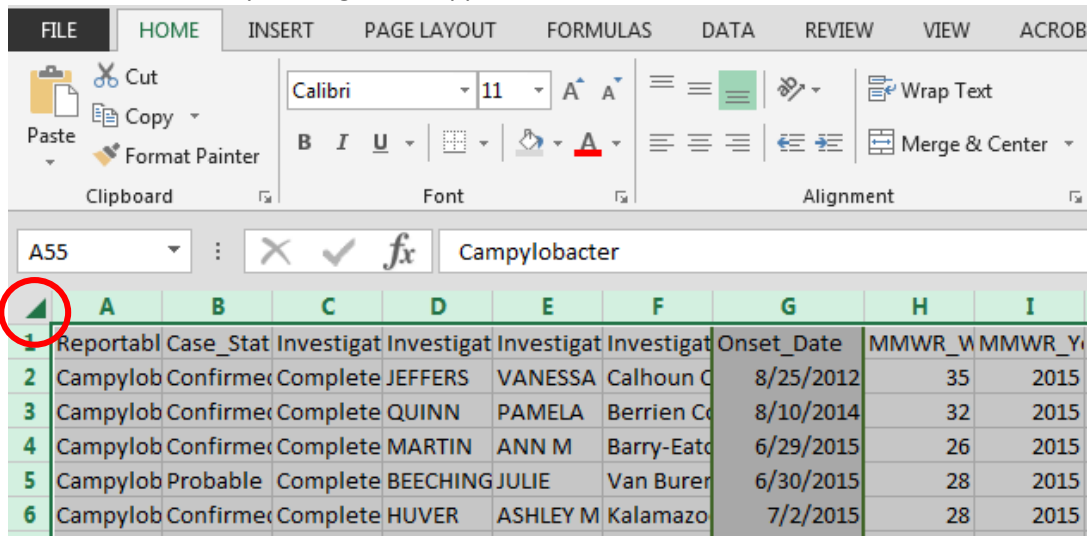 FILE HOME INSERT PAGE LAYOUT FORMULAS DATA REVIEW VIEW ACROB
Cut
Copy
Paste
Format Painter
Clipboard
Calibri 11 A A
B I U A
Font
Wrap Text
Merge & Center
Alignment
A55 fx Campylobacter
A B C D E F G H I
1 Reportabl Case_Stat Investigat Investigat Investigat Investigat Onset_Date MMWR_W MMWR_Y
2 Campylob Confirmed Complete JEFFERS VANESSA Calhoun C 8/25/2012 35 2015
3 Campylob Confirmed Complete QUINN PAMELA Berrien Co 8/10/2014 32 2015
4 Campylob Confirmed Complete MARTIN ANN M Barry-Eato 6/29/2015 26 2015
5 Campylob Probable Complete BEECHING JULIE Van Buren 6/30/2015 28 2015
6 Campylob Confirmed Complete HUVER ASHLEY M Kalamazo 7/2/2015 28 2015